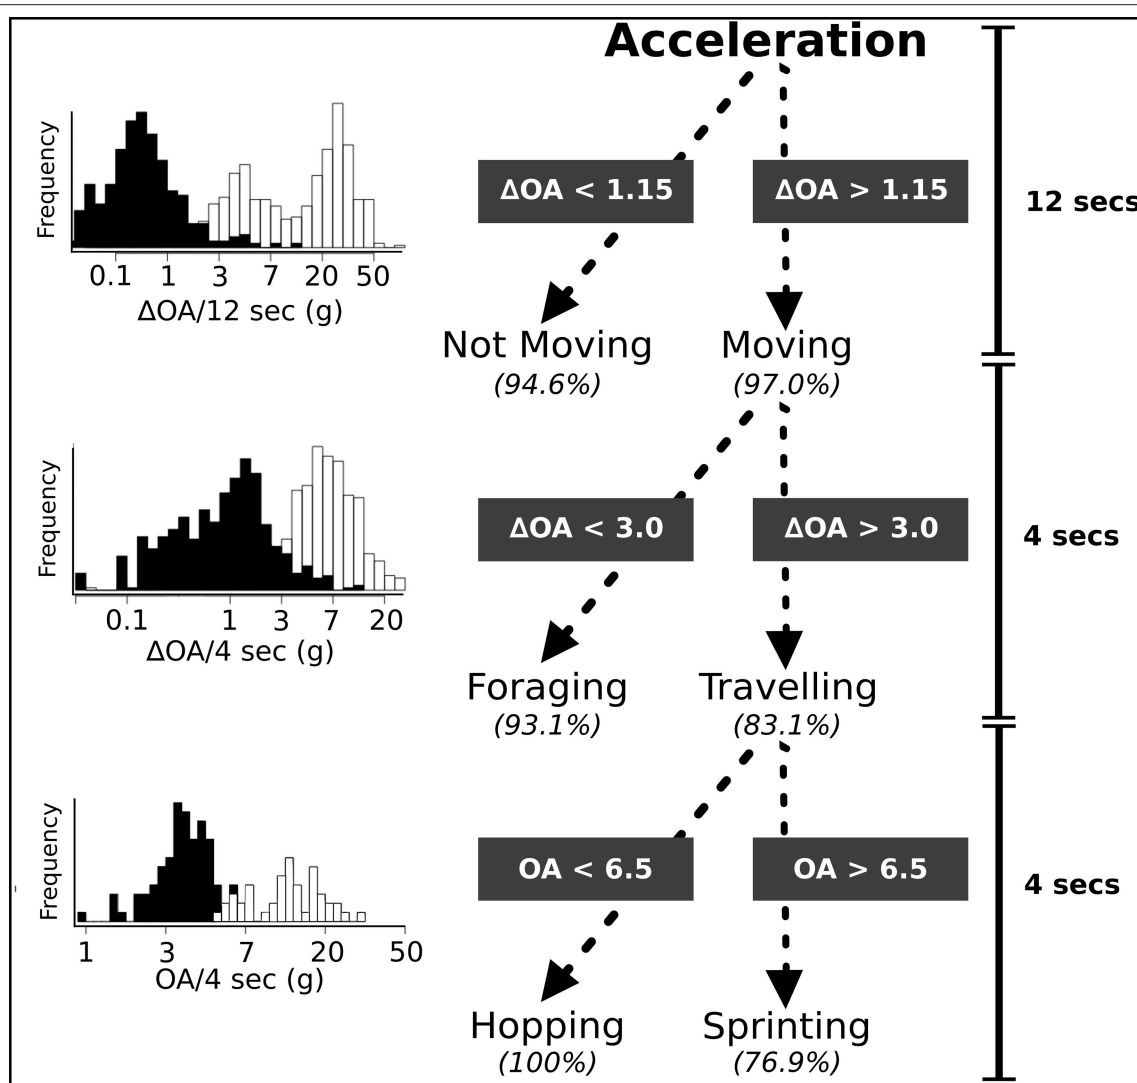 Acceleration
Frequency
0.1 1 3 7 20 50
ΔOA/12 sec (g)
ΔOA < 1.15
ΔOA > 1.15
12 secs
Not Moving
(94.6%)
Moving
(97.0%)
Frequency
0.1 1 3 7 20
ΔOA/4 sec (g)
ΔOA < 3.0
ΔOA > 3.0
4 secs
Foraging
(93.1%)
Travelling
(83.1%)
Frequency
1 3 7 20 50
OA/4 sec (g)
OA < 6.5
OA > 6.5
4 secs
Hopping
(100%)
Sprinting
(76.9%)